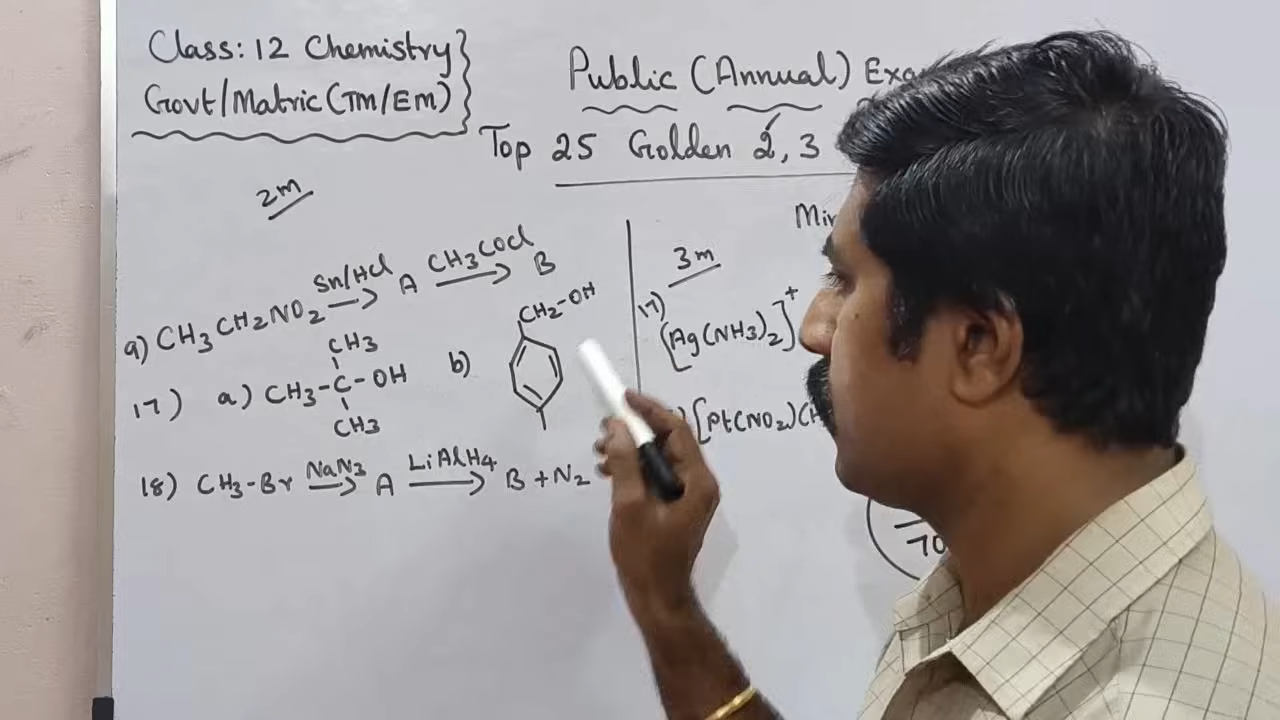 Class: 12 Chemistry
Govt/Matric (TM/EM)
Public (Annual)
Top 25 Golden 2, 3
2m
a) CH3CH2NO2 Sn/HCl → A CH3COCl → B
17) a) CH3-C-OH
CH3
CH3
b) CH2-OH
18) CH3-Br NaN3 → A LiAlH4 → B + N2
3m
17) [Ag(NH3)2]+
[Pt(NO2)(
70